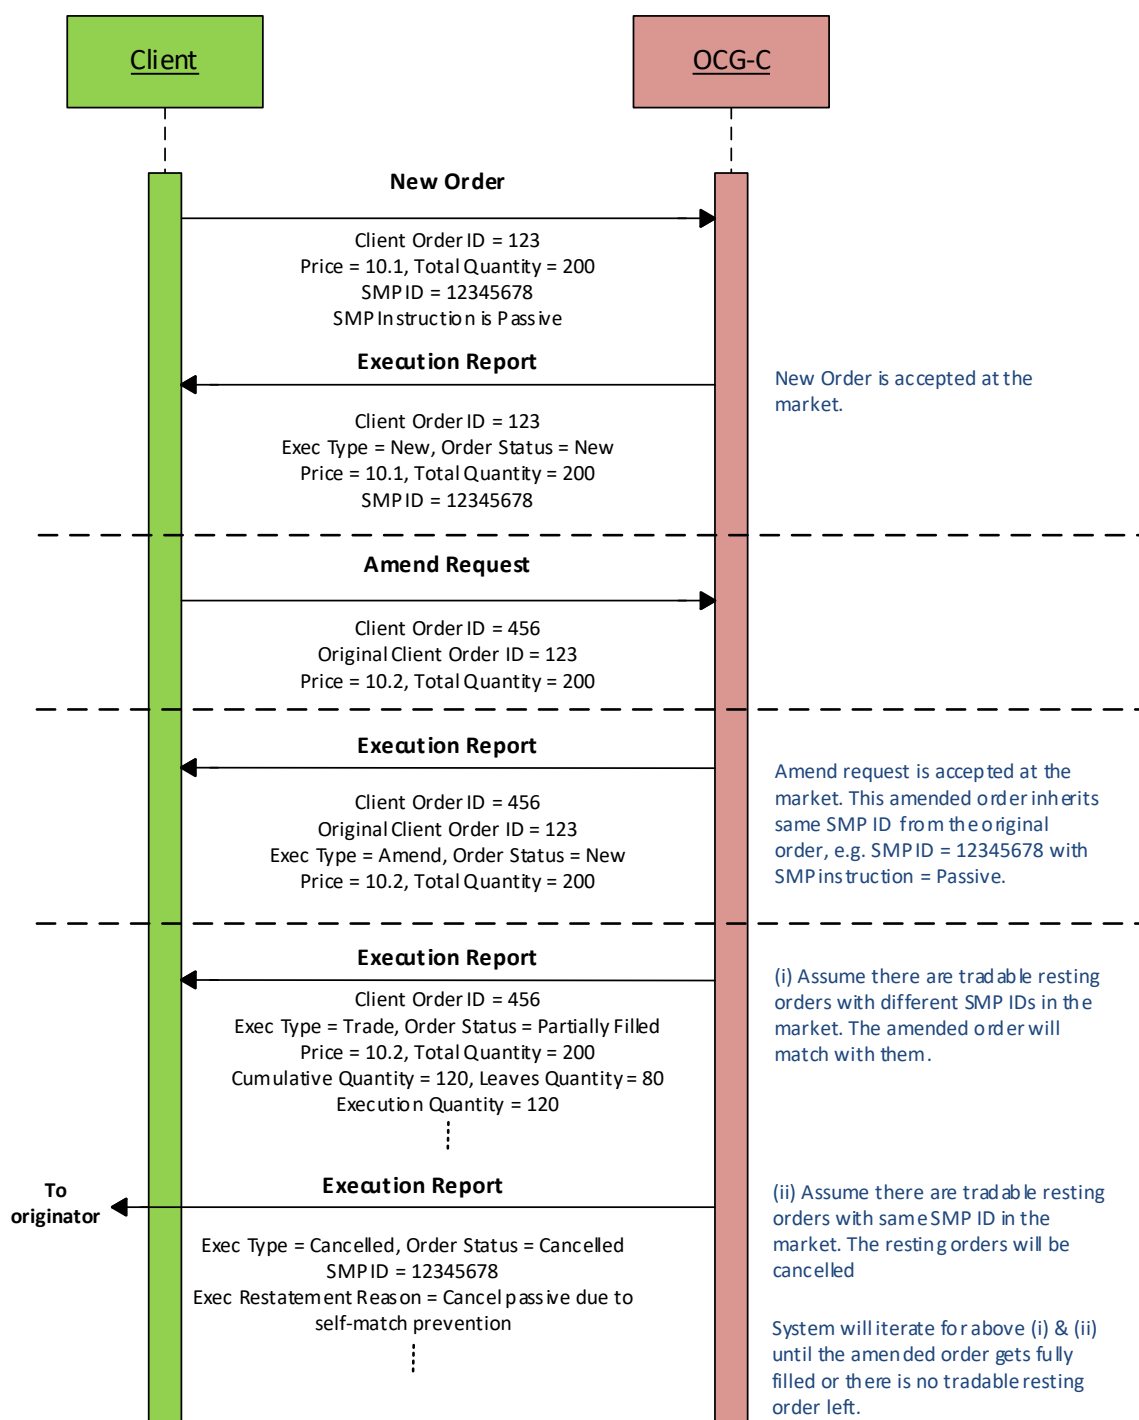 Client
OCG-C
New Order
Client Order ID = 123
Price = 10.1, Total Quantity = 200
SMP ID = 12345678
SMP Instruction is Passive
Execution Report
New Order is accepted at the
market.
Client Order ID = 123
Exec Type = New, Order Status = New
Price = 10.1, Total Quantity = 200
SMP ID = 12345678
Amend Request
Client Order ID = 456
Original Client Order ID = 123
Price = 10.2, Total Quantity = 200
Execution Report
Client Order ID = 456
Original Client Order ID = 123
Exec Type = Amend, Order Status = New
Price = 10.2, Total Quantity = 200
Amend request is accepted at the
market. This amended order inherits
same SMP ID from the original
order, e.g. SMP ID = 12345678 with
SMP instruction = Passive.
Execution Report
Client Order ID = 456
Exec Type = Trade, Order Status = Partially Filled
Price = 10.2, Total Quantity = 200
Cumulative Quantity = 120, Leaves Quantity = 80
Execution Quantity = 120
(i) Assume there are tradable resting
orders with different SMP IDs in the
market. The amended order will
match with them.
To
originator
Execution Report
Exec Type = Cancelled, Order Status = Cancelled
SMP ID = 12345678
Exec Restatement Reason = Cancel passive due to
self-match prevention
(ii) Assume there are tradable resting
orders with same SMP ID in the
market. The resting orders will be
cancelled
System will iterate for above (i) & (ii)
until the amended order gets fully
filled or there is no tradable resting
order left.